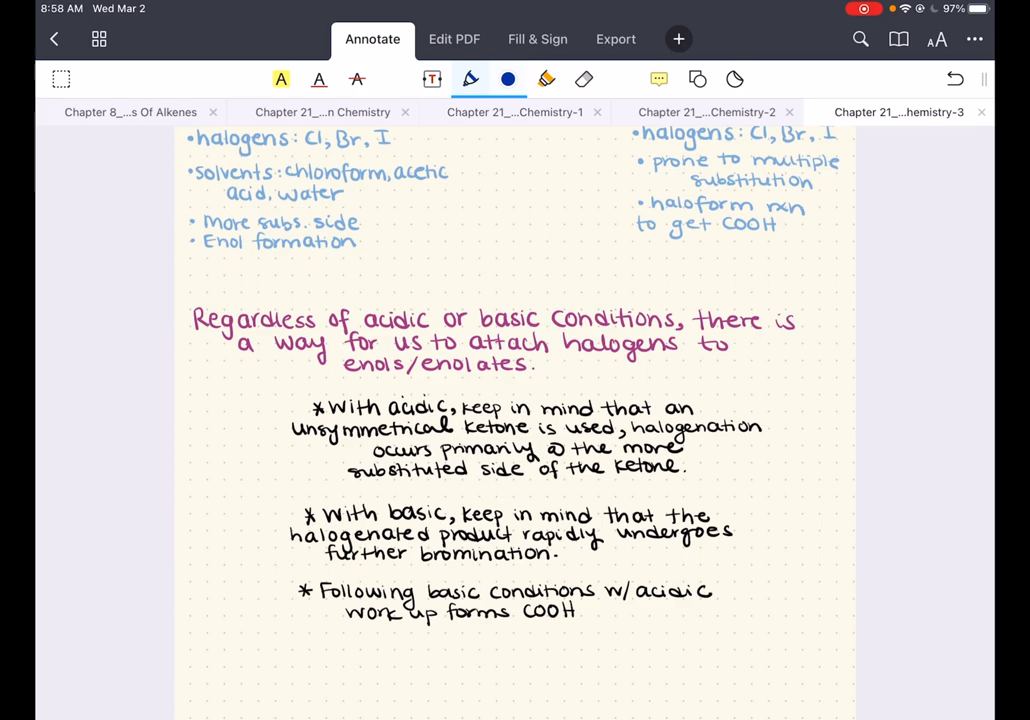 8:58 AM Wed Mar 2
97%
Annotate
Edit PDF
Fill & Sign
Export
+
AA
A
A
A
T
Chapter 8_...s Of Alkenes
Chapter 21_...n Chemistry
Chapter 21_...Chemistry-1
Chapter 21_...Chemistry-2
Chapter 21_...hemistry-3
•halogens: Cl, Br, I
•solvents: chloroform, acetic
acid, water
• More subs. side
• Enol formation
•halogens: Cl, Br, I
• prone to multiple
substitution
• haloform rxn
to get COOH
Regardless of acidic or basic conditions, there is
a way for us to attach halogens to
enols/enolates.
*With acidic, keep in mind that an
unsymmetrical ketone is used, halogenation
occurs primarily @ the more
substituted side of the ketone.
* With basic, keep in mind that the
halogenated product rapidly undergoes
further bromination.
* Following basic conditions w/ acidic
work up forms COOH